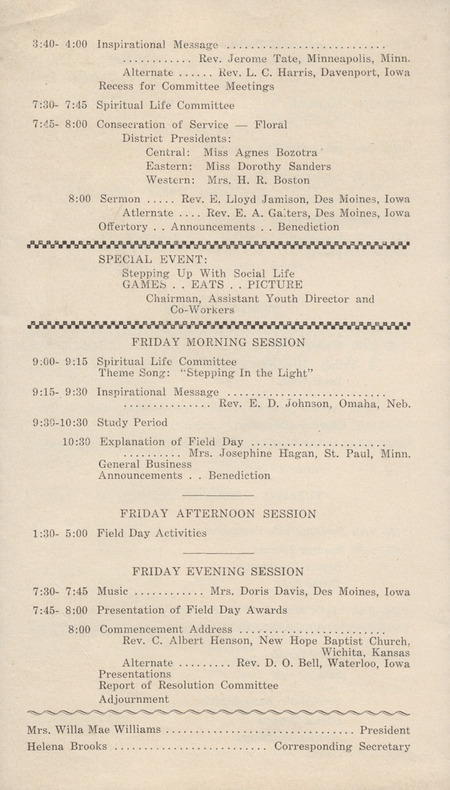 3:40- 4:00 Inspirational Message ..........................
............ Rev. Jerome Tate, Minneapolis, Minn.
Alternate ...... Rev. L. C. Harris, Davenport, Iowa
Recess for Committee Meetings
7:30- 7:45 Spiritual Life Committee
7:45- 8:00 Consecration of Service — Floral
District Presidents:
Central: Miss Agnes Bozotra
Eastern: Miss Dorothy Sanders
Western: Mrs. H. R. Boston
8:00 Sermon ..... Rev. E. Lloyd Jamison, Des Moines, Iowa
Atlernate .... Rev. E. A. Gaiters, Des Moines, Iowa
Offertory . . Announcements . . Benediction
SPECIAL EVENT:
Stepping Up With Social Life
GAMES . . EATS . . PICTURE
Chairman, Assistant Youth Director and
Co-Workers
FRIDAY MORNING SESSION
9:00- 9:15 Spiritual Life Committee
Theme Song: "Stepping In the Light"
9:15- 9:30 Inspirational Message ..........................
............... Rev. E. D. Johnson, Omaha, Neb.
9:30-10:30 Study Period
10:30 Explanation of Field Day ......................
.......... Mrs. Josephine Hagan, St. Paul, Minn.
General Business
Announcements . . Benediction
FRIDAY AFTERNOON SESSION
1:30- 5:00 Field Day Activities
FRIDAY EVENING SESSION
7:30- 7:45 Music ............ Mrs. Doris Davis, Des Moines, Iowa
7:45- 8:00 Presentation of Field Day Awards
8:00 Commencement Address ........................
Rev. C. Albert Henson, New Hope Baptist Church,
Wichita, Kansas
Alternate ......... Rev. D. O. Bell, Waterloo, Iowa
Presentations
Report of Resolution Committee
Adjournment
Mrs. Willa Mae Williams ............................... President
Helena Brooks ......................... Corresponding Secretary